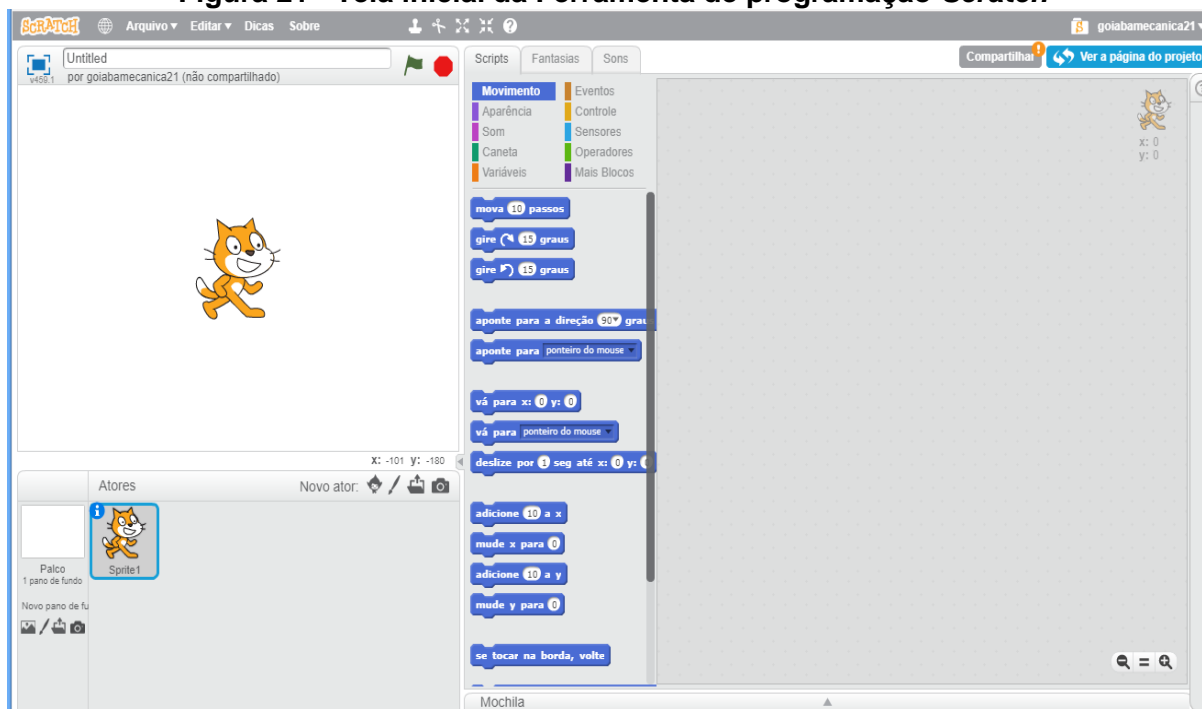 Figura 21 - Tela Inicial da Ferramenta de programação Scratch
SCRATCH Arquivo Editar Dicas Sobre
goiabamecanica21
v459.1
Untitled
por goiabamecanica21 (não compartilhado)
Scripts Fantasias Sons
Compartilhar
Ver a página do projeto
Movimento Eventos
Aparência Controle
Som Sensores
Caneta Operadores
Variáveis Mais Blocos
x: 0
y: 0
mova 10 passos
gire 15 graus
gire 15 graus
aponte para a direção 90 grau
aponte para ponteiro do mouse
vá para x: 0 y: 0
vá para ponteiro do mouse
deslize por 1 seg até x: 0 y: 0
adicione 10 a x
mude x para 0
adicione 10 a y
mude y para 0
se tocar na borda, volte
X: -101 y: -180
Atores Novo ator:
Palco
1 pano de fundo
Sprite1
Novo pano de fu
Mochila